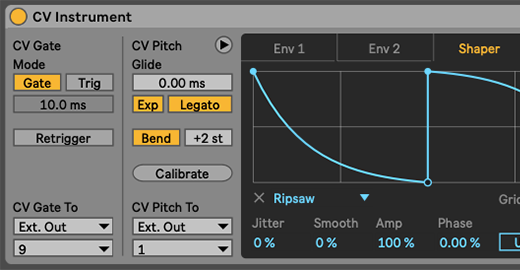 CV Instrument
CV Gate
Mode
Gate Trig
10.0 ms
Retrigger
CV Gate To
Ext. Out
9
CV Pitch
Glide
0.00 ms
Exp Legato
Bend +2 st
Calibrate
CV Pitch To
Ext. Out
1
Env 1 Env 2 Shaper
Ripsaw
Jitter Smooth Amp Phase
0 % 0 % 100 % 0.00 %